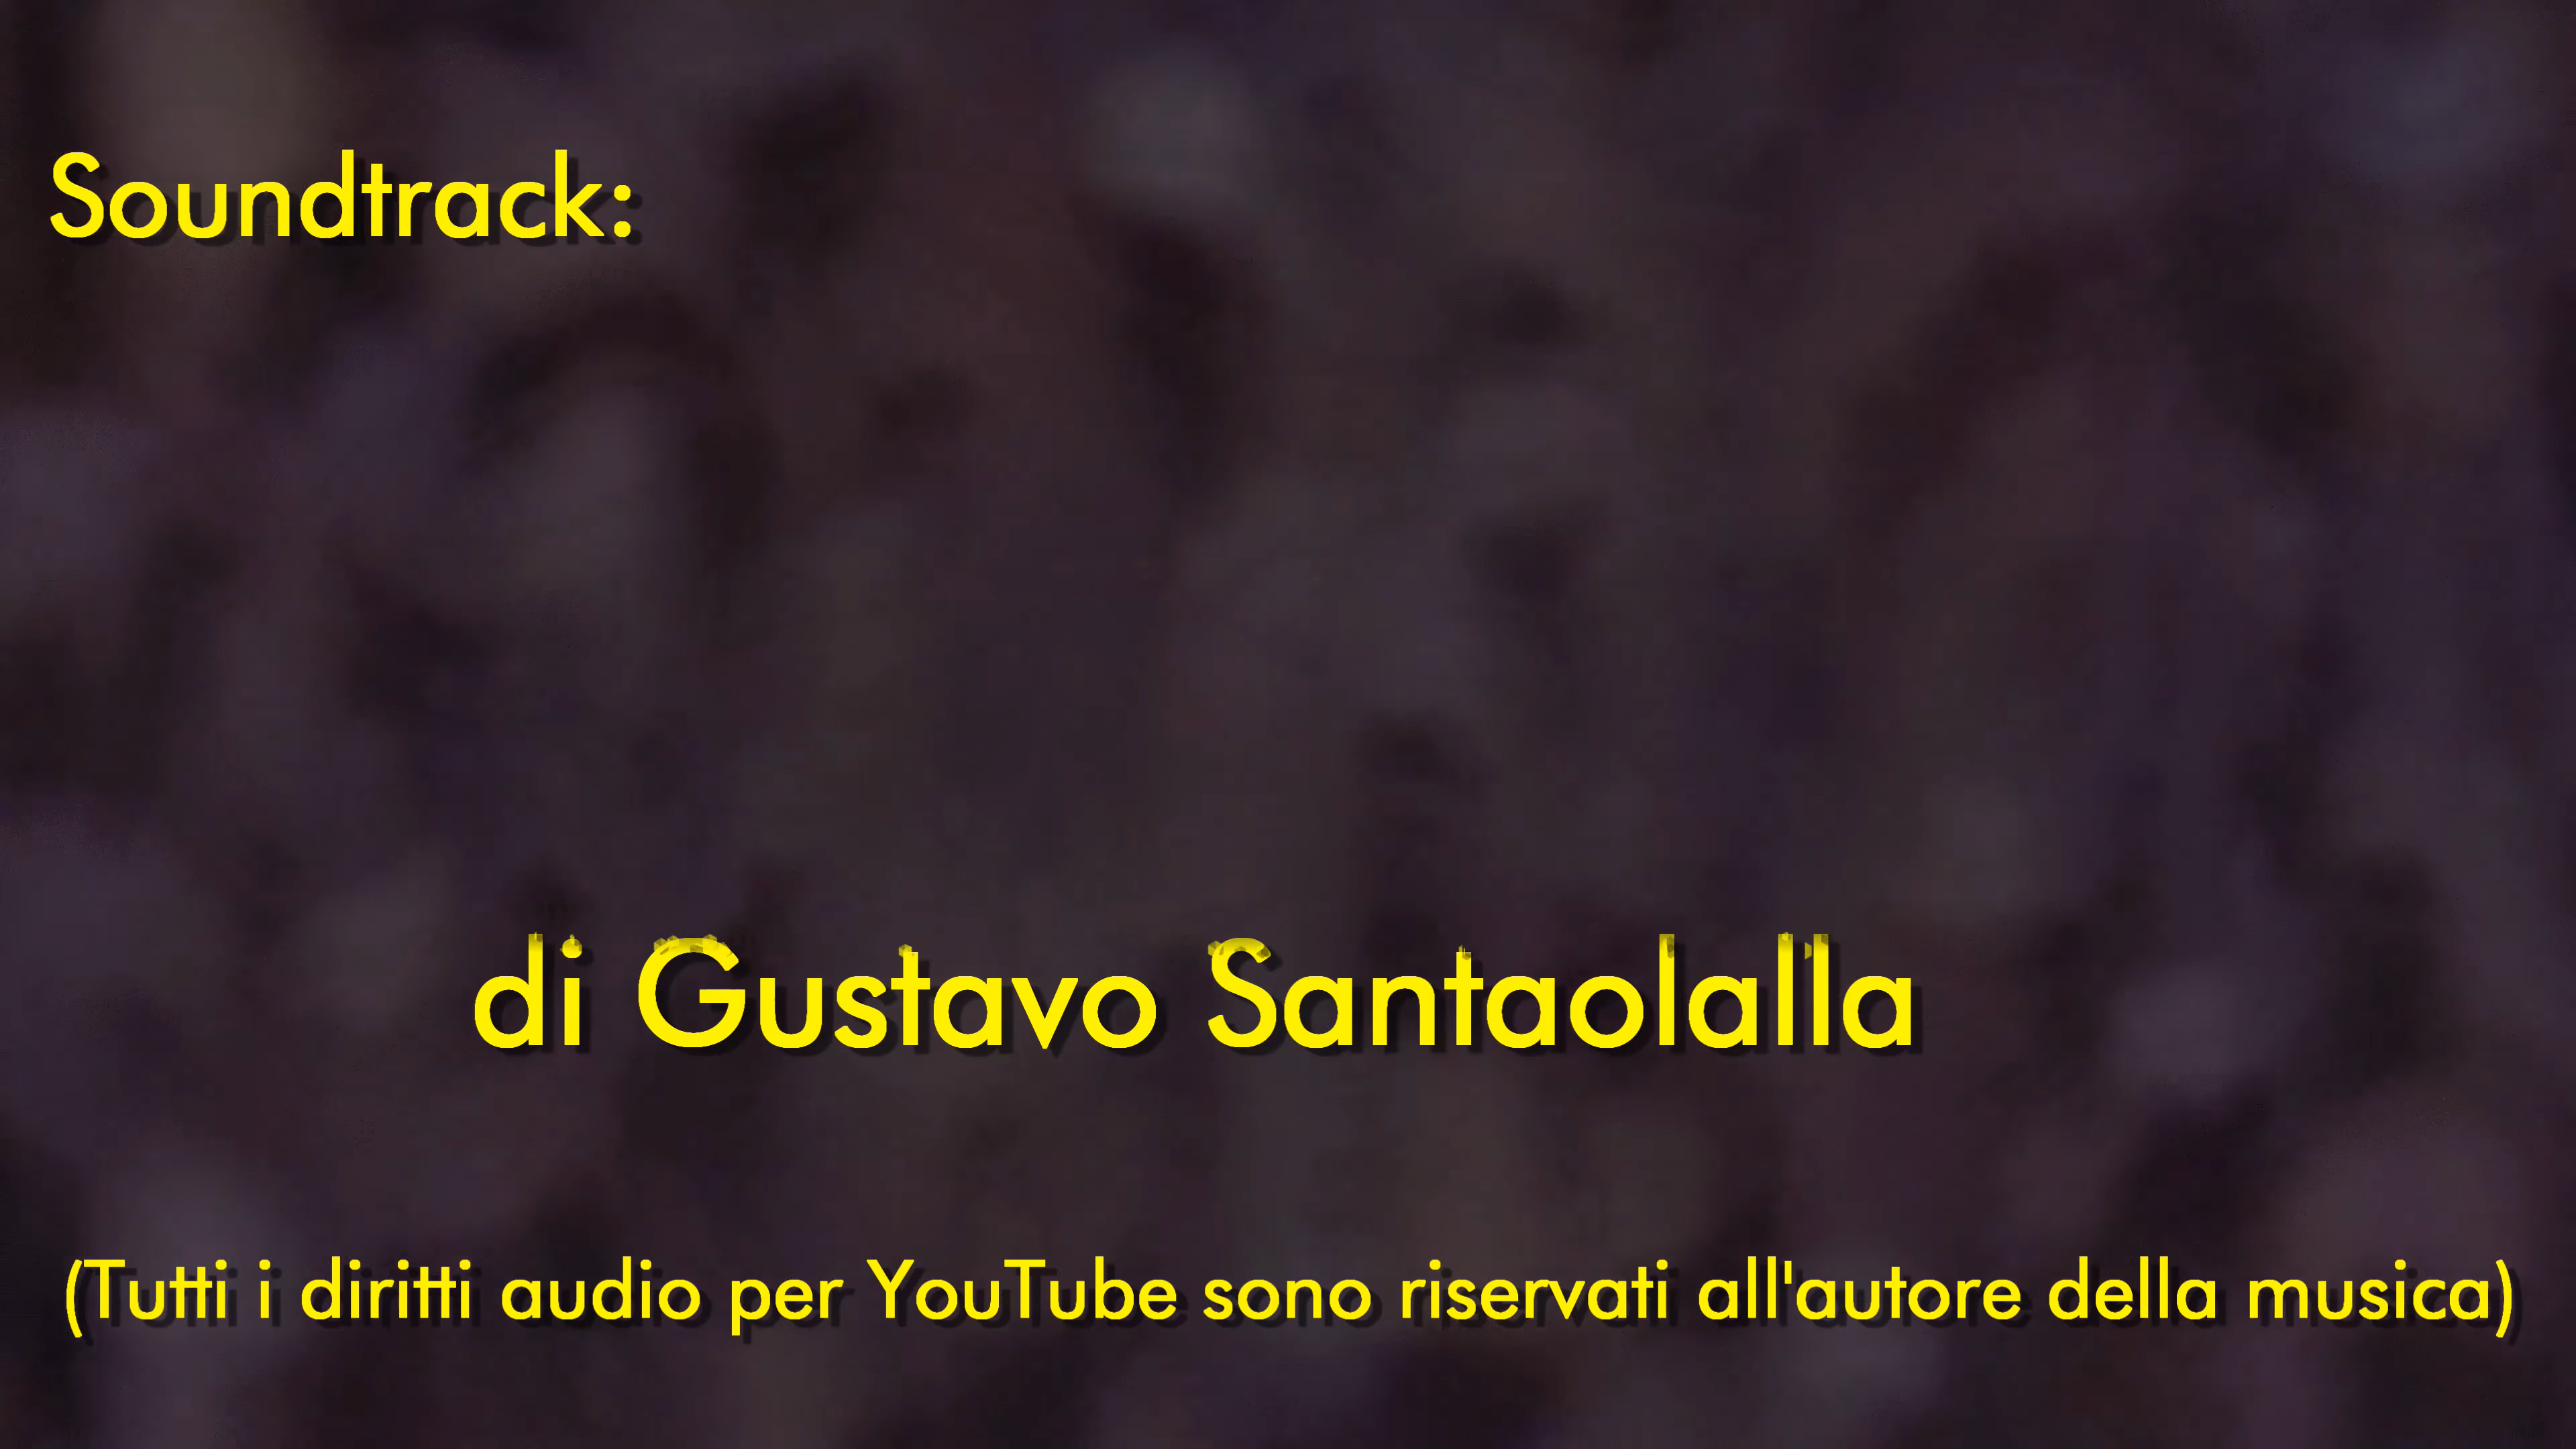 Soundtrack:
di Gustavo Santaolalla
(Tutti i diritti audio per YouTube sono riservati all'autore della musica)